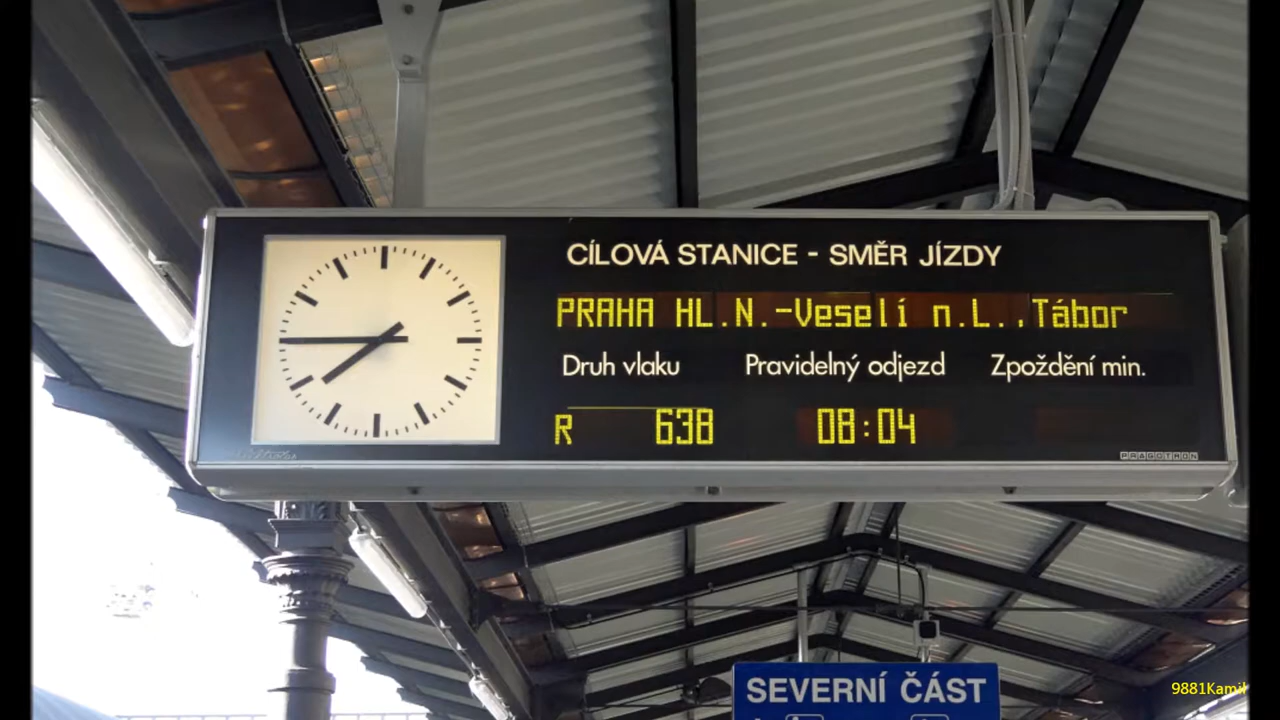 CÍLOVÁ STANICE - SMĚR JÍZDY
PRAHA HL.N.-Veselí n.L.,Tábor
Druh vlaku Pravidelný odjezd Zpoždění min.
R 638 08:04
PRAGOTRON
SEVERNÍ ČÁST
9881Kamil